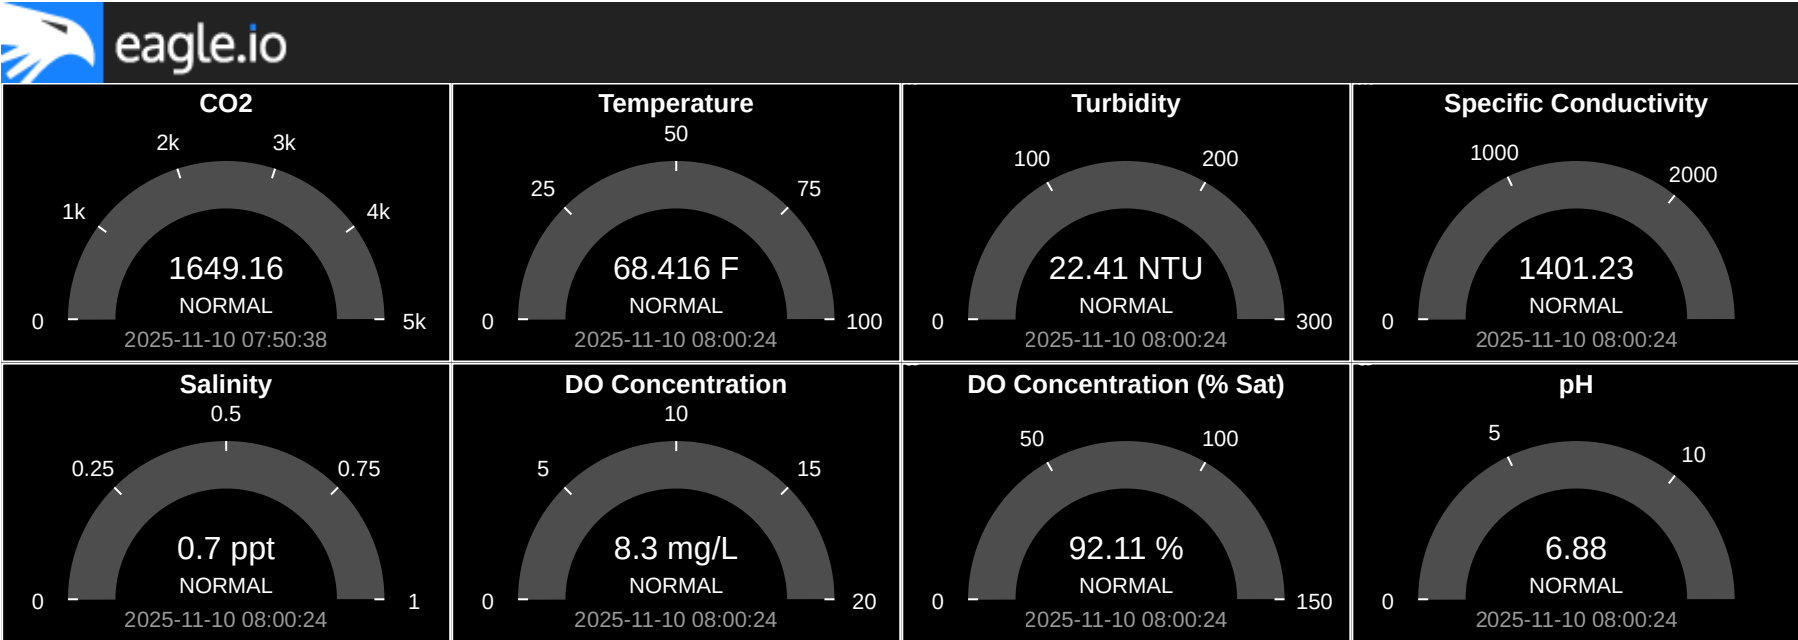 eagle.io
CO2
2k
3k
1k
4k
1649.16
NORMAL
0
5k
2025-11-10 07:50:38
Temperature
50
25
75
68.416 F
NORMAL
0
100
2025-11-10 08:00:24
Turbidity
100
200
22.41 NTU
NORMAL
0
300
2025-11-10 08:00:24
Specific Conductivity
1000
2000
1401.23
NORMAL
0
2025-11-10 08:00:24
Salinity
0.5
0.25
0.75
0.7 ppt
NORMAL
0
1
2025-11-10 08:00:24
DO Concentration
10
5
15
8.3 mg/L
NORMAL
0
20
2025-11-10 08:00:24
DO Concentration (% Sat)
50
100
92.11 %
NORMAL
0
150
2025-11-10 08:00:24
pH
5
10
6.88
NORMAL
0
2025-11-10 08:00:24